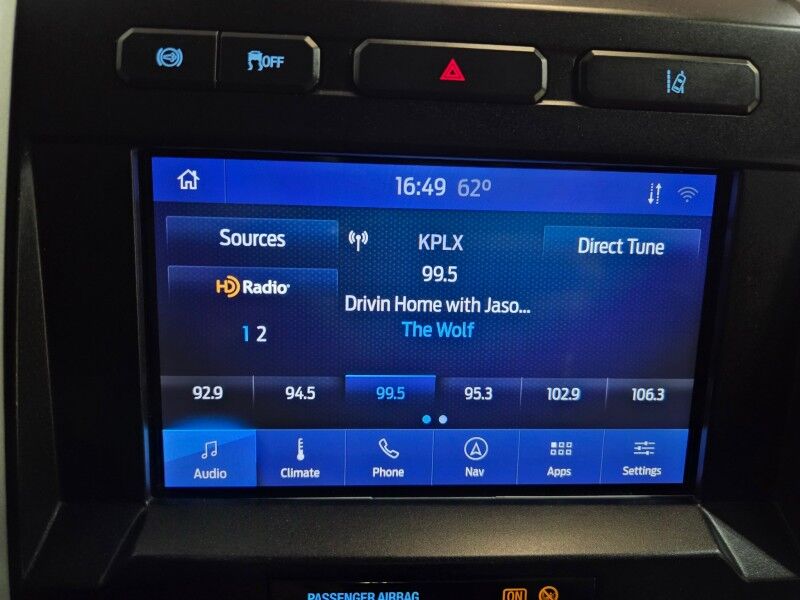 OFF
16:49 62º
Sources
KPLX
Direct Tune
99.5
HD Radio
Drivin Home with Jaso...
1 2
The Wolf
92.9 94.5 99.5 95.3 102.9 106.3
Audio Climate Phone Nav Apps Settings
PASSENGER AIRBAG ON